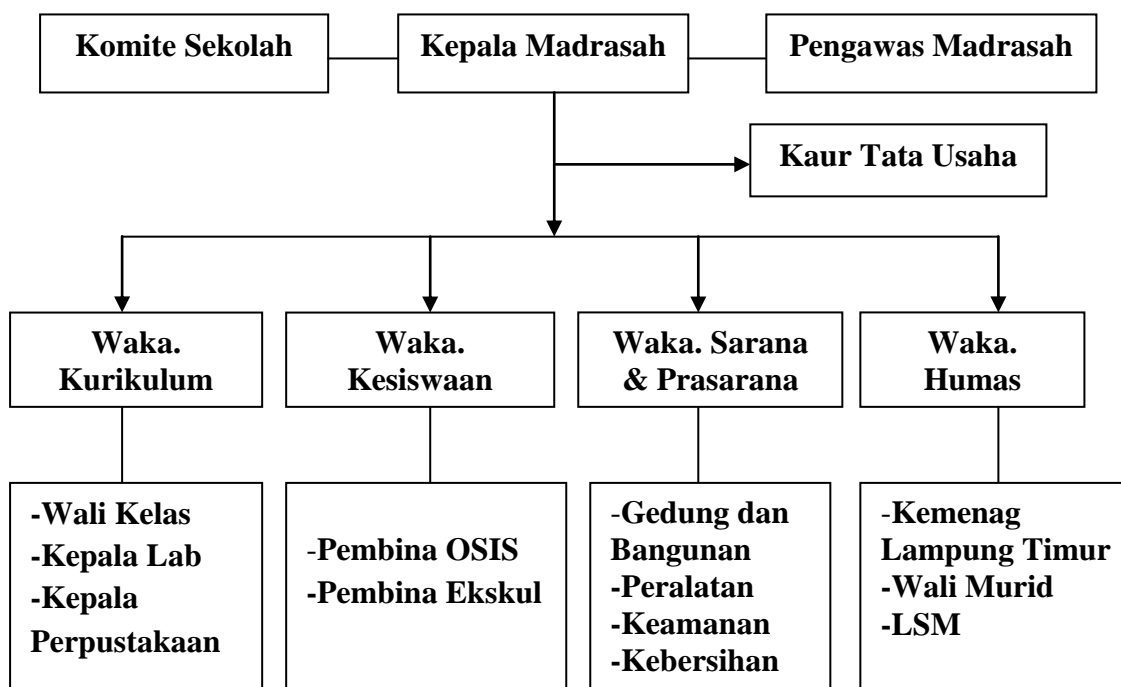 Komite Sekolah
Kepala Madrasah
Pengawas Madrasah
Kaur Tata Usaha
Waka.
Kurikulum
Waka.
Kesiswaan
Waka. Sarana
& Prasarana
Waka.
Humas
-Wali Kelas
-Kepala Lab
-Kepala
Perpustakaan
-Pembina OSIS
-Pembina Ekskul
-Gedung dan
Bangunan
-Peralatan
-Keamanan
-Kebersihan
-Kemenag
Lampung Timur
-Wali Murid
-LSM